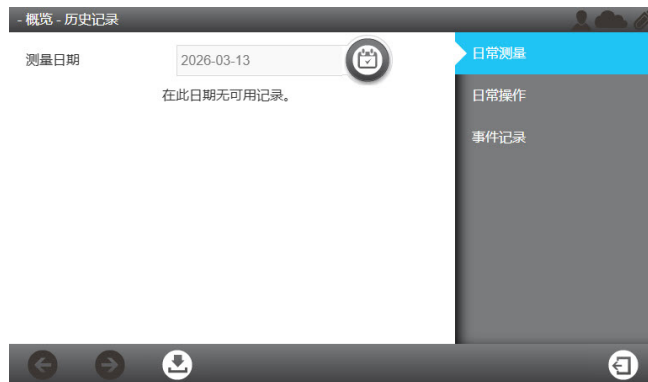 - 概览 - 历史记录
测量日期
2026-03-13
在此日期无可用记录。
日常测量
日常操作
事件记录